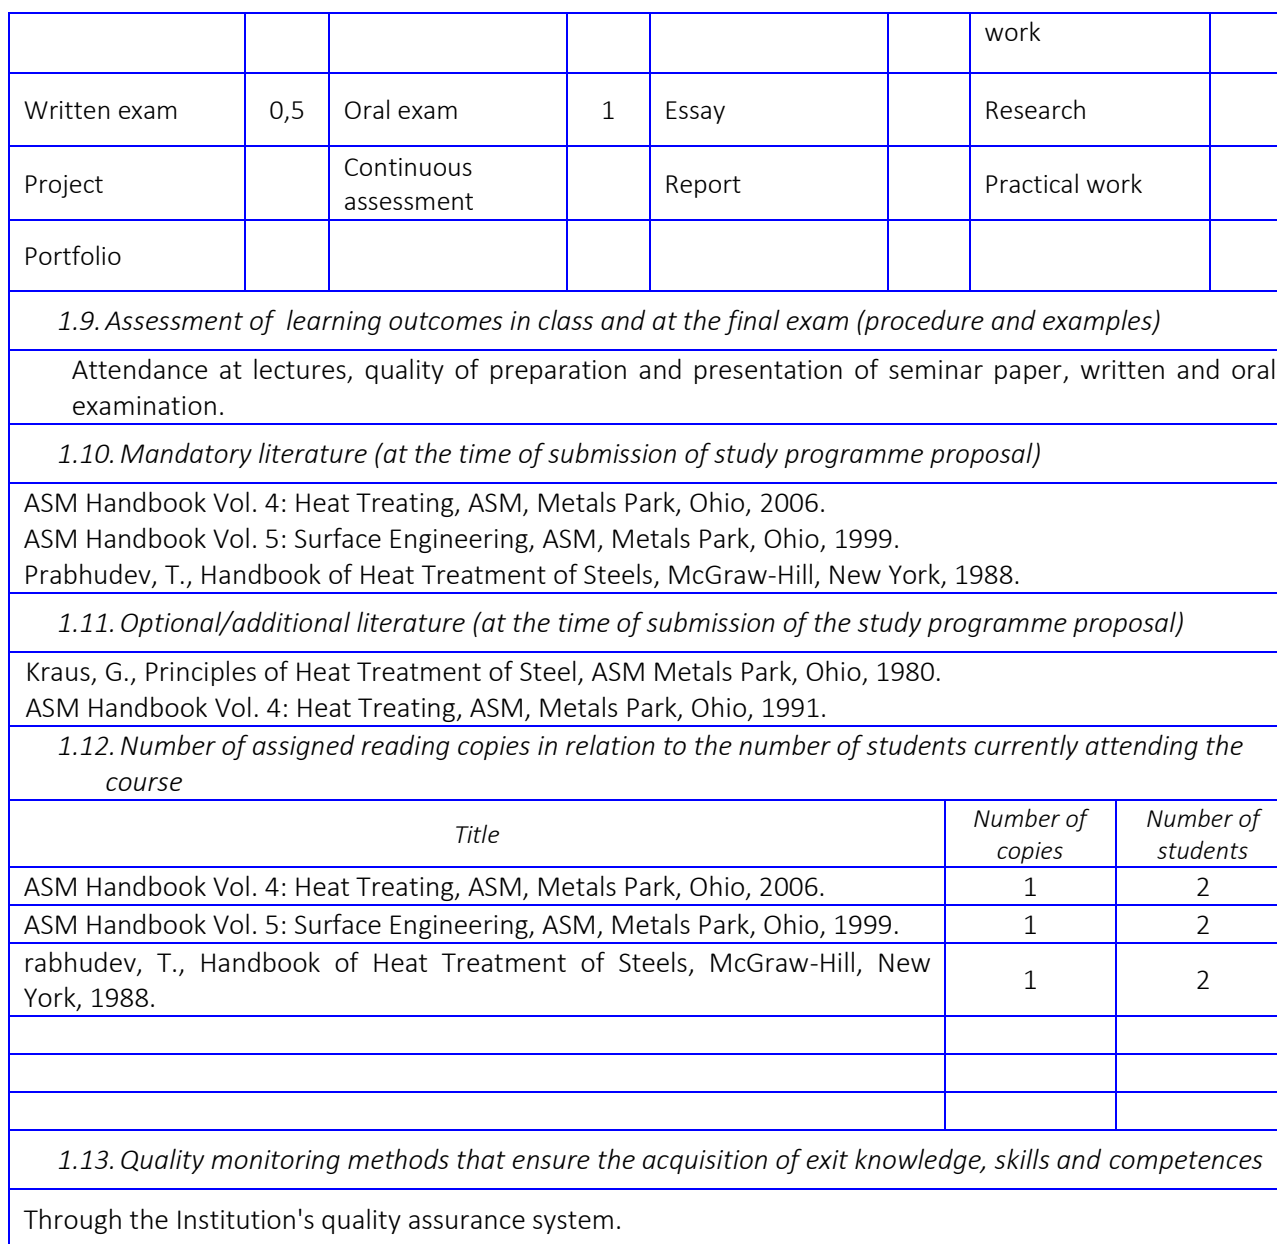 work
Written exam 0,5 Oral exam 1 Essay Research
Project Continuous assessment Report Practical work
Portfolio
1.9. Assessment of learning outcomes in class and at the final exam (procedure and examples)
Attendance at lectures, quality of preparation and presentation of seminar paper, written and oral
examination.
1.10. Mandatory literature (at the time of submission of study programme proposal)
ASM Handbook Vol. 4: Heat Treating, ASM, Metals Park, Ohio, 2006.
ASM Handbook Vol. 5: Surface Engineering, ASM, Metals Park, Ohio, 1999.
Prabhudev, T., Handbook of Heat Treatment of Steels, McGraw-Hill, New York, 1988.
1.11. Optional/additional literature (at the time of submission of the study programme proposal)
Kraus, G., Principles of Heat Treatment of Steel, ASM Metals Park, Ohio, 1980.
ASM Handbook Vol. 4: Heat Treating, ASM, Metals Park, Ohio, 1991.
1.12. Number of assigned reading copies in relation to the number of students currently attending the
course
Title Number of copies Number of students
ASM Handbook Vol. 4: Heat Treating, ASM, Metals Park, Ohio, 2006. 1 2
ASM Handbook Vol. 5: Surface Engineering, ASM, Metals Park, Ohio, 1999. 1 2
rabhudev, T., Handbook of Heat Treatment of Steels, McGraw-Hill, New
York, 1988. 1 2
1.13. Quality monitoring methods that ensure the acquisition of exit knowledge, skills and competences
Through the Institution's quality assurance system.